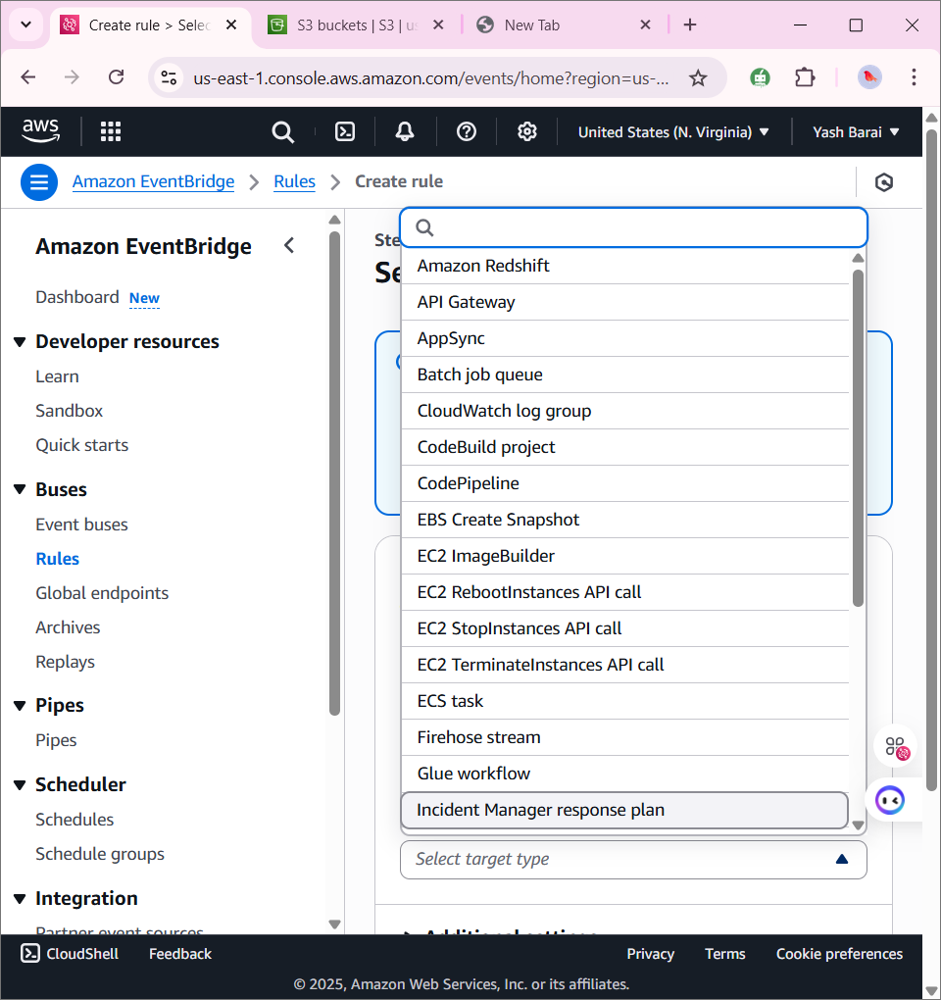 Create rule > Selec
S3 buckets | S3 | us
New Tab
us-east-1.console.aws.amazon.com/events/home?region=us-...
aws
United States (N. Virginia)
Yash Barai
Amazon EventBridge
Rules
Create rule
Amazon EventBridge
Dashboard New
Developer resources
Learn
Sandbox
Quick starts
Buses
Event buses
Rules
Global endpoints
Archives
Replays
Pipes
Pipes
Scheduler
Schedules
Schedule groups
Integration
Partner event sources
Ste
Se
Amazon Redshift
API Gateway
AppSync
Batch job queue
CloudWatch log group
CodeBuild project
CodePipeline
EBS Create Snapshot
EC2 ImageBuilder
EC2 RebootInstances API call
EC2 StopInstances API call
EC2 TerminateInstances API call
ECS task
Firehose stream
Glue workflow
Incident Manager response plan
Select target type
Additional settings
CloudShell
Feedback
Privacy
Terms
Cookie preferences
© 2025, Amazon Web Services, Inc. or its affiliates.